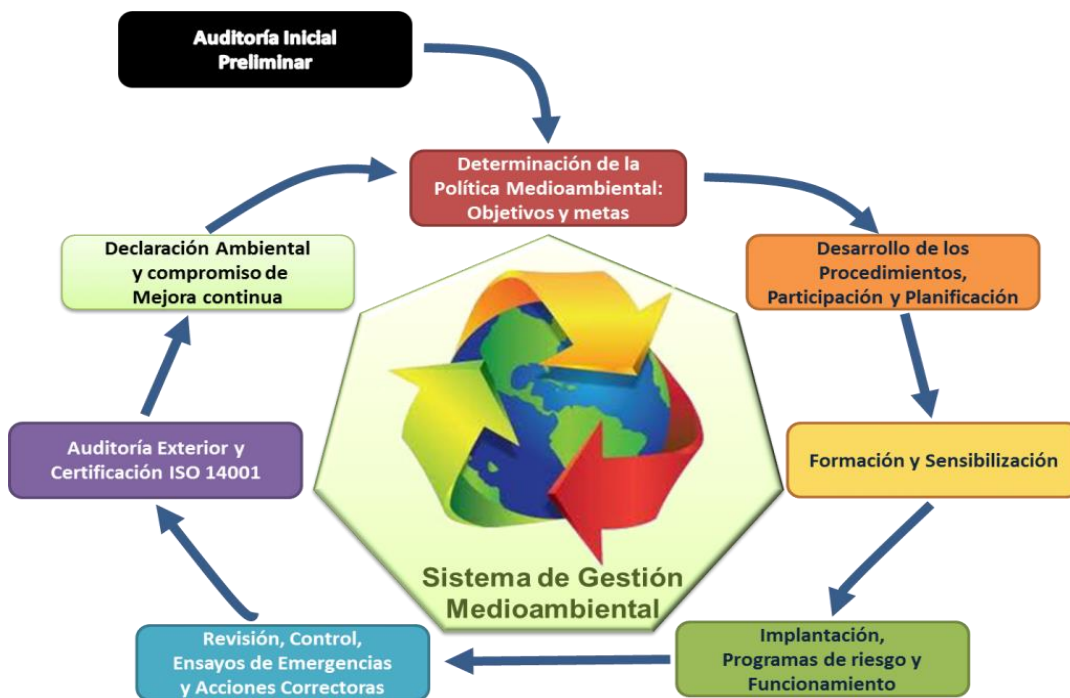 Auditoría Inicial
Preliminar
Determinación de la
Política Medioambiental:
Objetivos y metas
Declaración Ambiental
y compromiso de
Mejora continua
Desarrollo de los
Procedimientos,
Participación y Planificación
Auditoría Exterior y
Certificación ISO 14001
Formación y Sensibilización
Sistema de Gestión
Medioambiental
Revisión, Control,
Ensayos de Emergencias
y Acciones Correctoras
Implantación,
Programas de riesgo y
Funcionamiento